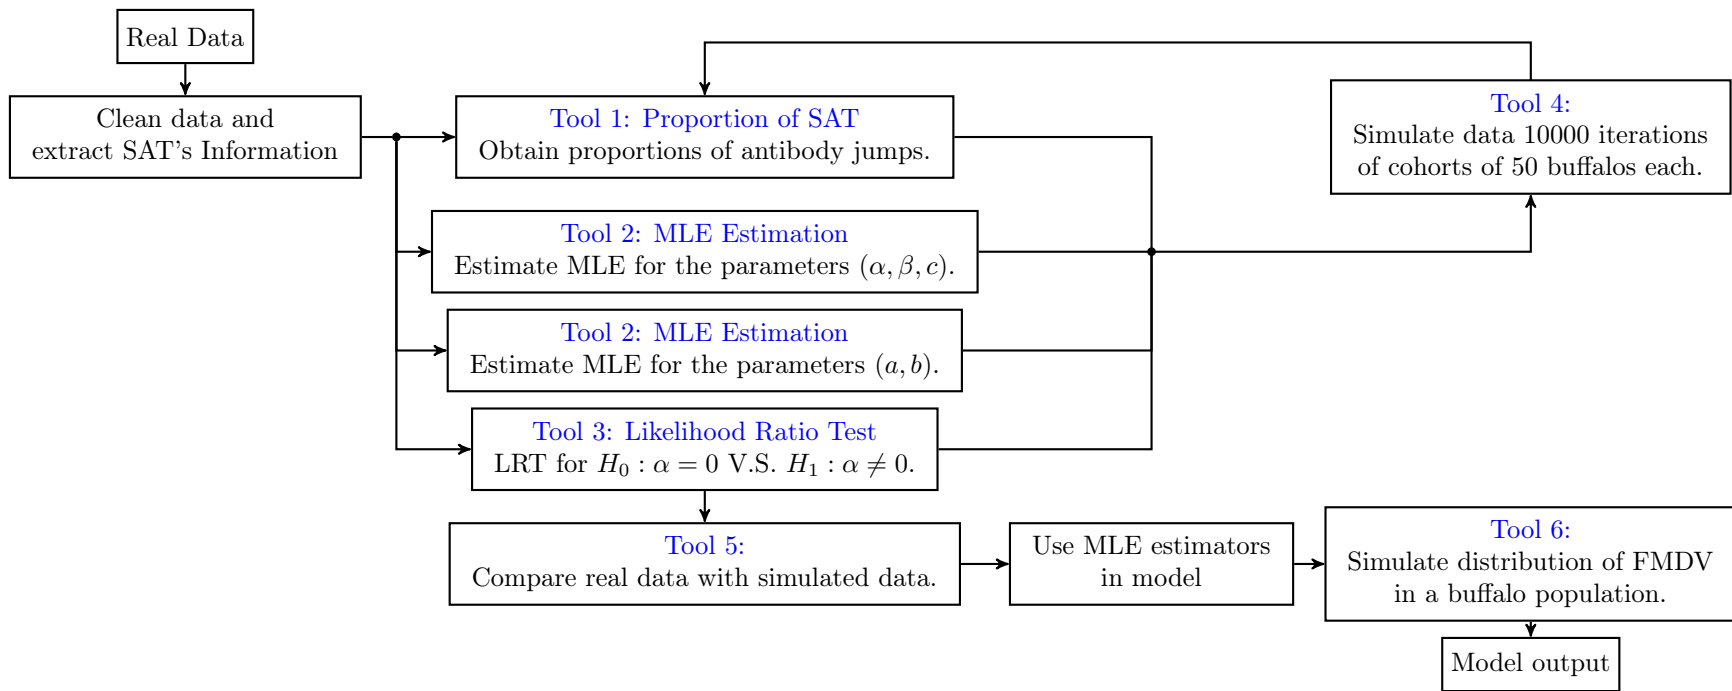 Real Data
Clean data and
extract SAT's Information
Tool 1: Proportion of SAT
Obtain proportions of antibody jumps.
Tool 4:
Simulate data 10000 iterations
of cohorts of 50 buffalos each.
Tool 2: MLE Estimation
Estimate MLE for the parameters (α, β, c).
Tool 2: MLE Estimation
Estimate MLE for the parameters (a, b).
Tool 3: Likelihood Ratio Test
LRT for H₀ : α = 0 V.S. H₁ : α ≠ 0.
Tool 5:
Compare real data with simulated data.
Use MLE estimators
in model
Tool 6:
Simulate distribution of FMDV
in a buffalo population.
Model output